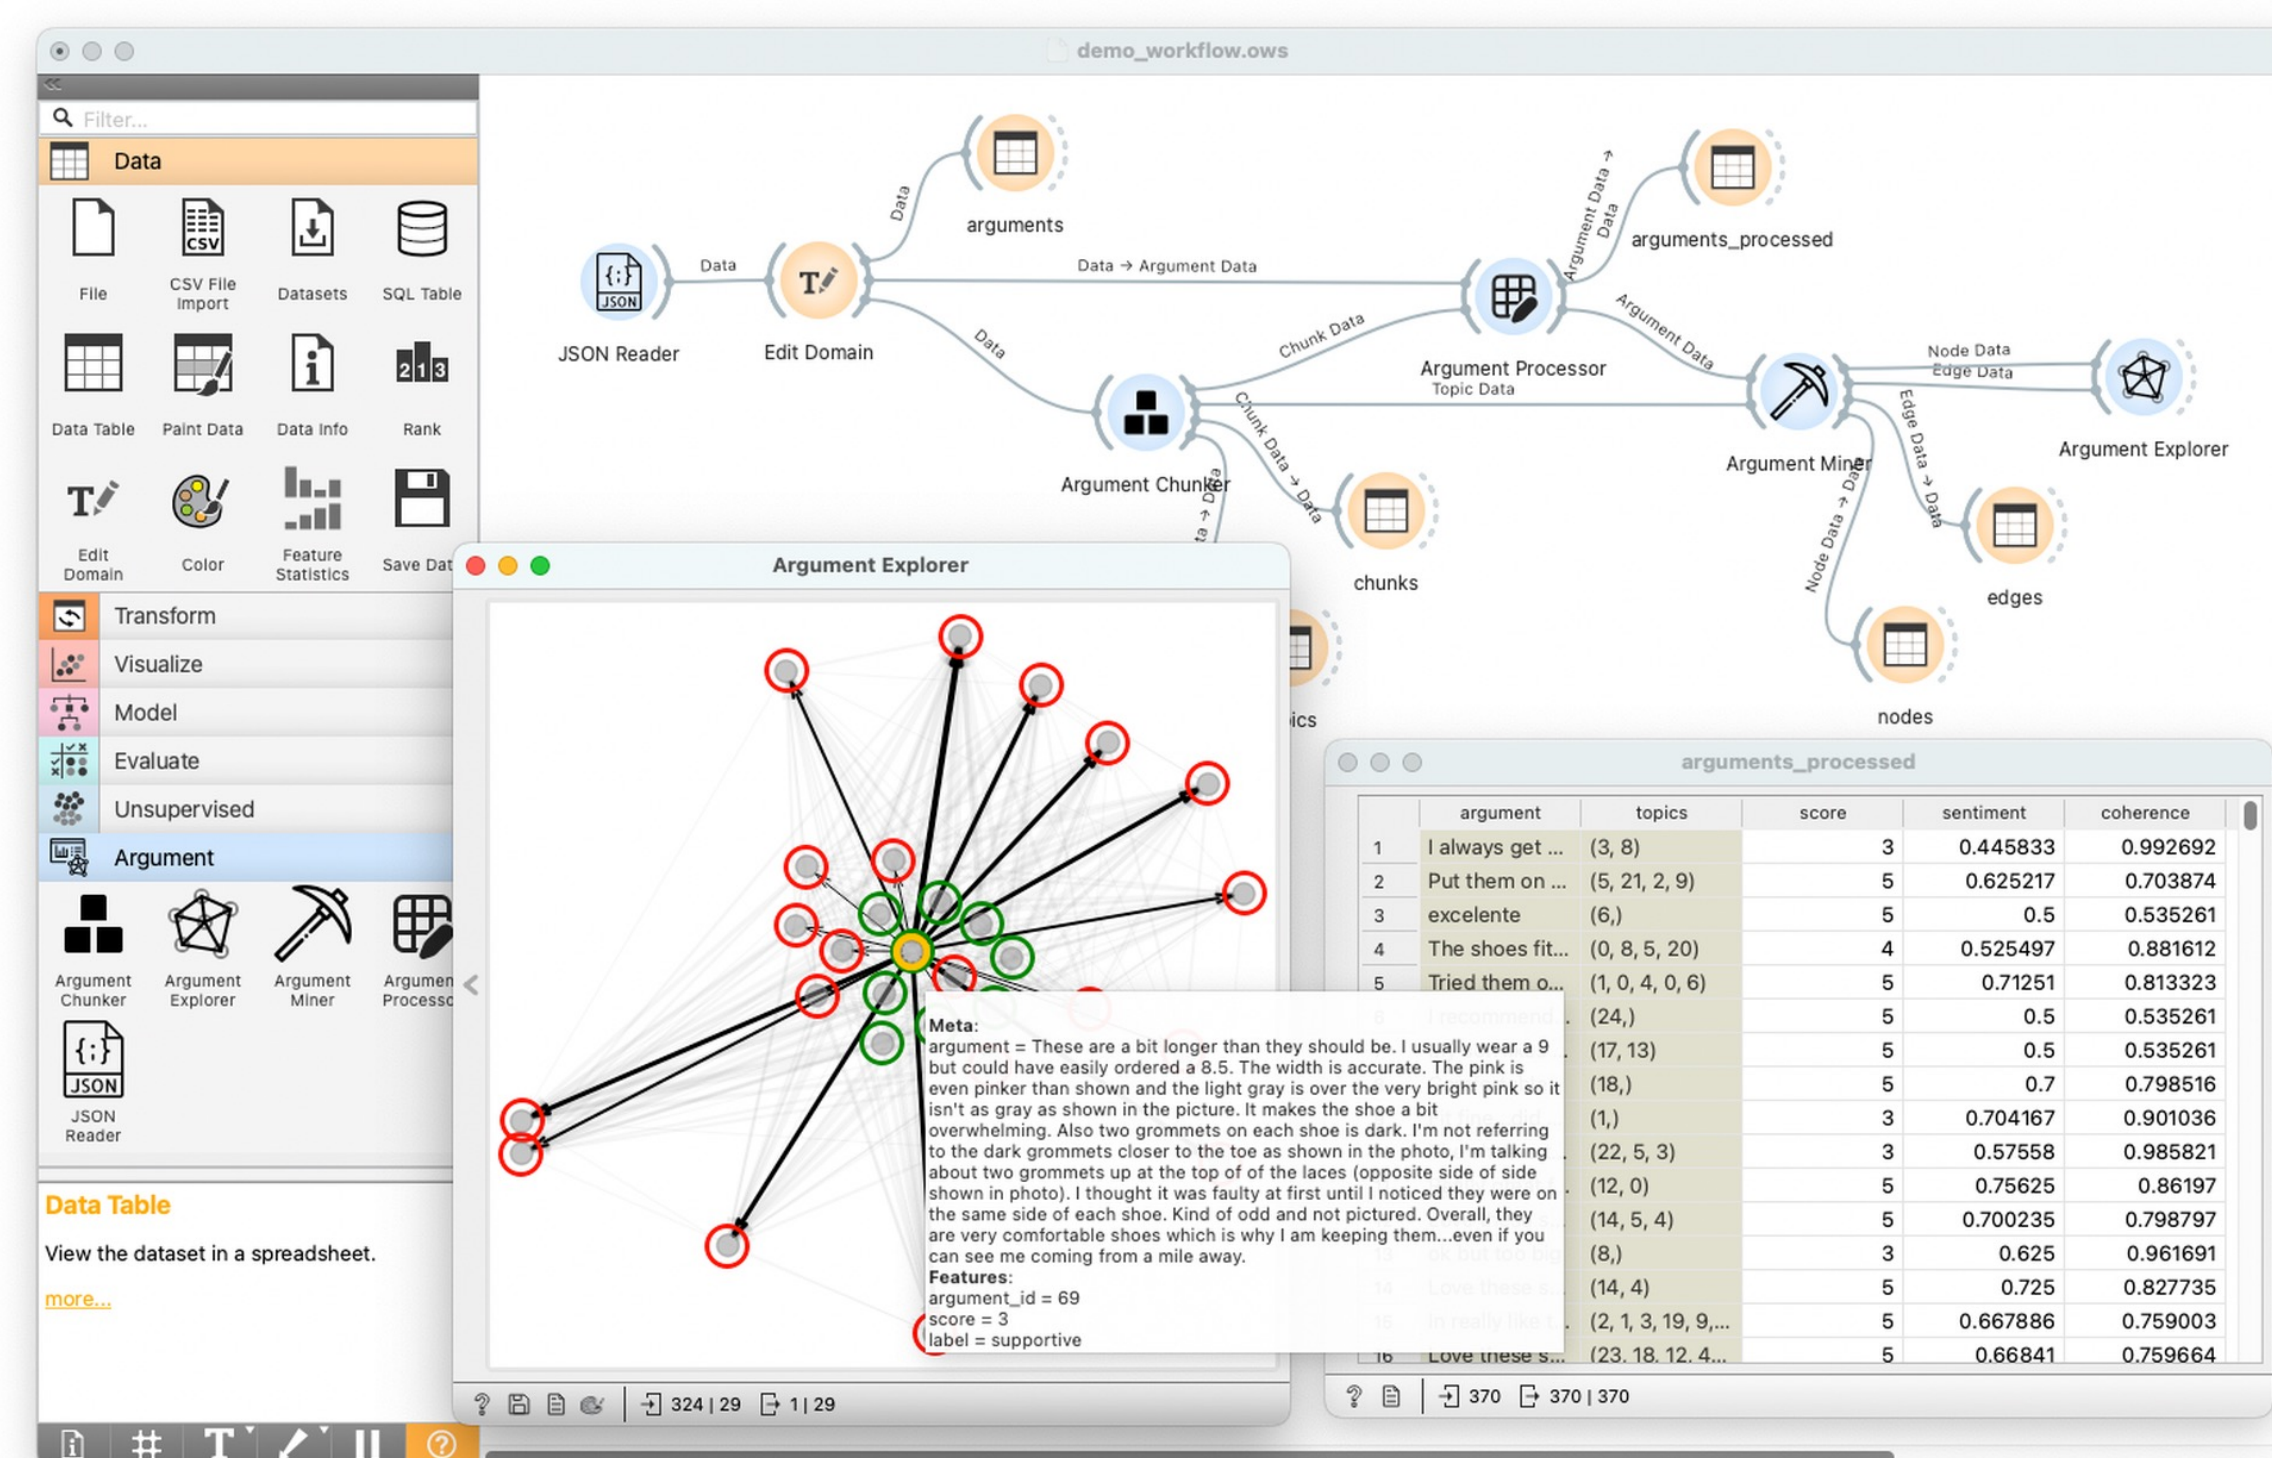 demo_workflow.ows
Filter...
Data
File
CSV File Import
Datasets
SQL Table
Data Table
Paint Data
Data Info
Rank
Edit Domain
Color
Feature Statistics
Save Dat
Transform
Visualize
Model
Evaluate
Unsupervised
Argument
Argument Chunker
Argument Explorer
Argument Miner
Argumen
Processo
JSON Reader
Data Table
View the dataset in a spreadsheet.
more...
JSON Reader
Data
Edit Domain
Data
arguments
Data → Argument Data
Data
Argument Chunker
Chunk Data
Topic Data
Chunk Data → Data
chunks
ics
Argument Processor
Argument Data → Data
arguments_processed
Argument Data
Argument Miner
Node Data
Edge Data
Argument Explorer
Edge Data → Data
edges
Node Data → Data
nodes
Argument Explorer
Meta:
argument = These are a bit longer than they should be. I usually wear a 9
but could have easily ordered a 8.5. The width is accurate. The pink is
even pinker than shown and the light gray is over the very bright pink so it
isn't as gray as shown in the picture. It makes the shoe a bit
overwhelming. Also two grommets on each shoe is dark. I'm not referring
to the dark grommets closer to the toe as shown in the photo, I'm talking
about two grommets up at the top of of the laces (opposite side of side
shown in photo). I thought it was faulty at first until I noticed they were on
the same side of each shoe. Kind of odd and not pictured. Overall, they
are very comfortable shoes which is why I am keeping them...even if you
can see me coming from a mile away.
Features:
argument_id = 69
score = 3
label = supportive
324 | 29 1 | 29
arguments_processed
argument topics score sentiment coherence
1 I always get ... (3, 8) 3 0.445833 0.992692
2 Put them on ... (5, 21, 2, 9) 5 0.625217 0.703874
3 excelente (6,) 5 0.5 0.535261
4 The shoes fit... (0, 8, 5, 20) 4 0.525497 0.881612
5 Tried them o... (1, 0, 4, 0, 6) 5 0.71251 0.813323
6 I recommend... (24,) 5 0.5 0.535261
(17, 13) 5 0.5 0.535261
(18,) 5 0.7 0.798516
(1,) 3 0.704167 0.901036
(22, 5, 3) 3 0.57558 0.985821
(12, 0) 5 0.75625 0.86197
(14, 5, 4) 5 0.700235 0.798797
13 ok but too big (8,) 3 0.625 0.961691
14 Love these s... (14, 4) 5 0.725 0.827735
15 in really like t... (2, 1, 3, 19, 9,... 5 0.667886 0.759003
16 Love these s... (23, 18, 12, 4... 5 0.66841 0.759664
370 370 | 370